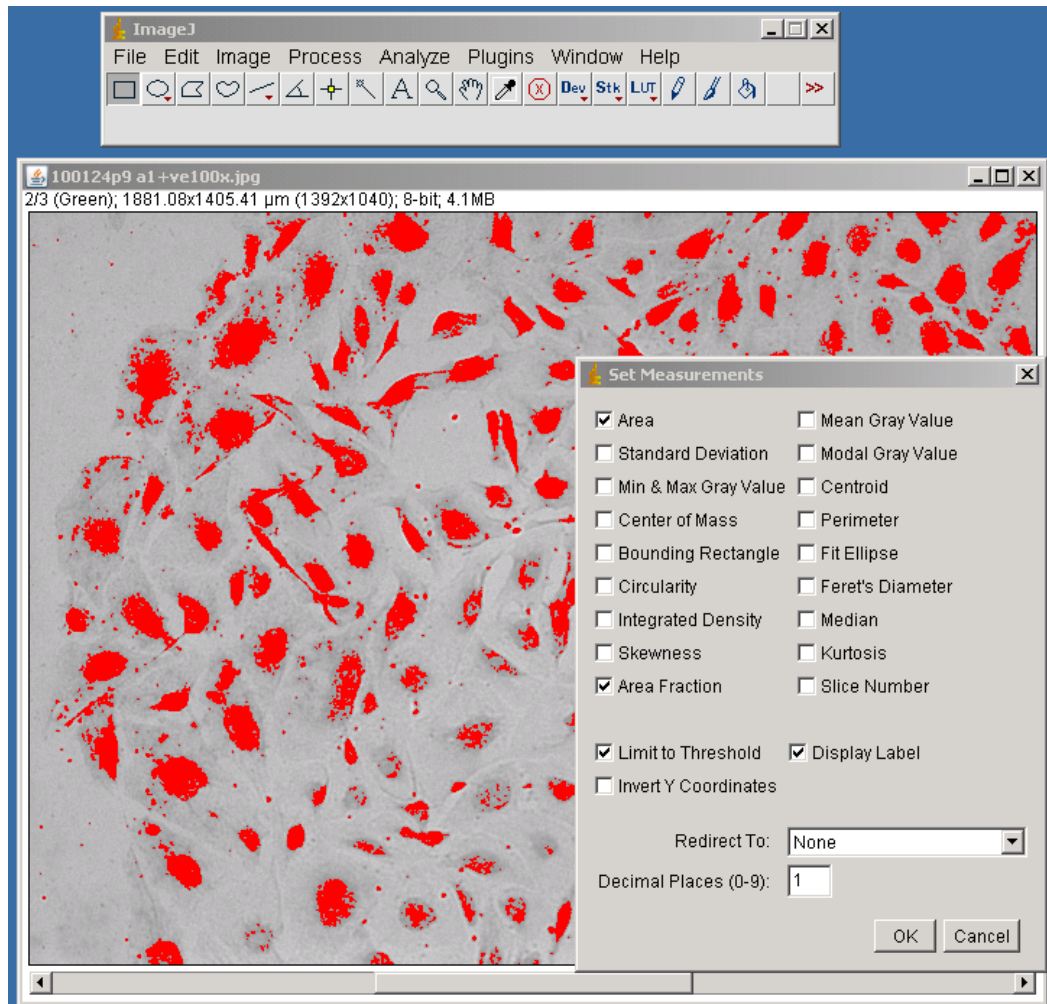 ImageJ
File Edit Image Process Analyze Plugins Window Help
A Dev Stk LUT >>
100124p9 a1+ve100x.jpg
2/3 (Green); 1881.08x1405.41 µm (1392x1040); 8-bit; 4.1MB
Set Measurements
Area Mean Gray Value
Standard Deviation Modal Gray Value
Min & Max Gray Value Centroid
Center of Mass Perimeter
Bounding Rectangle Fit Ellipse
Circularity Feret's Diameter
Integrated Density Median
Skewness Kurtosis
Area Fraction Slice Number
Limit to Threshold Display Label
Invert Y Coordinates
Redirect To: None
Decimal Places (0-9): 1
OK Cancel